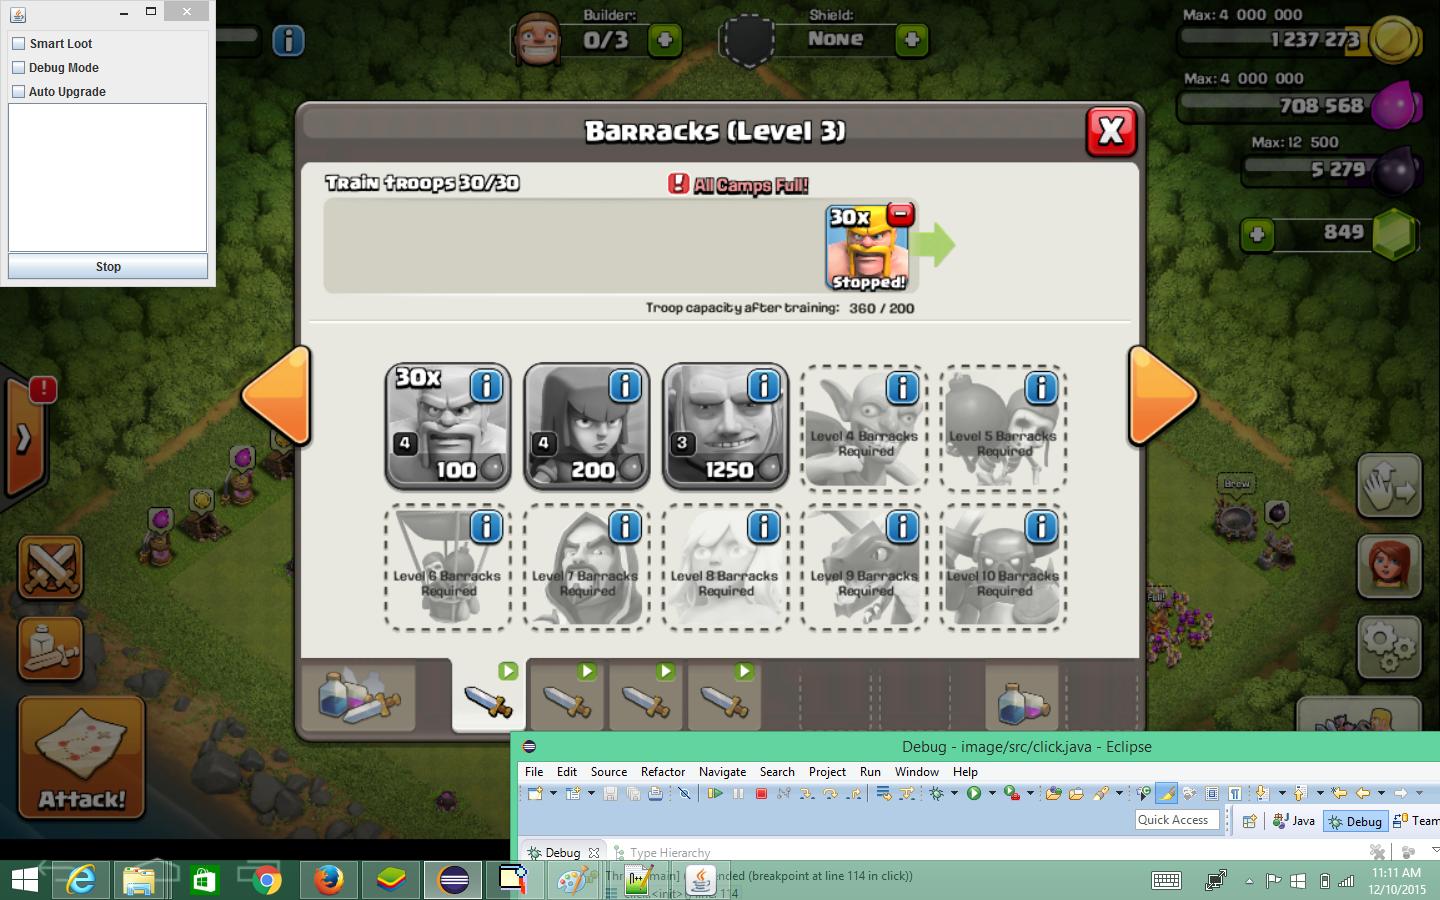 Smart Loot
Debug Mode
Auto Upgrade
Stop
Builder:
0/3
Shield:
None
Max: 4 000 000
1 237 273
Max: 4 000 000
708 568
Max: 12 500
5 279
849
Barracks (Level 3)
X
Train troops 30/30
All Camps Full!
30x
Stopped!
Troop capacity after training: 360 / 200
30x
4
100
4
200
3
1250
Level 4 Barracks
Required
Level 5 Barracks
Required
Level 6 Barracks
Required
Level 7 Barracks
Required
Level 8 Barracks
Required
Level 9 Barracks
Required
Level 10 Barracks
Required
Brew
Full!
Attack!
Debug - image/src/click.java - Eclipse
File Edit Source Refactor Navigate Search Project Run Window Help
Quick Access
Java
Debug
Team
Debug
Type Hierarchy
ended (breakpoint at line 114 in click))
11:11 AM
12/10/2015